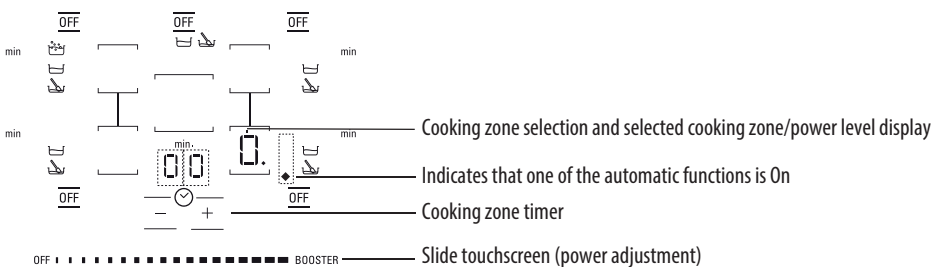 OFF OFF OFF
min min
Cooking zone selection and selected cooking zone/power level display
min min
min.
00 0.
Indicates that one of the automatic functions is On
OFF OFF
Cooking zone timer
− +
OFF BOOSTER
Slide touchscreen (power adjustment)